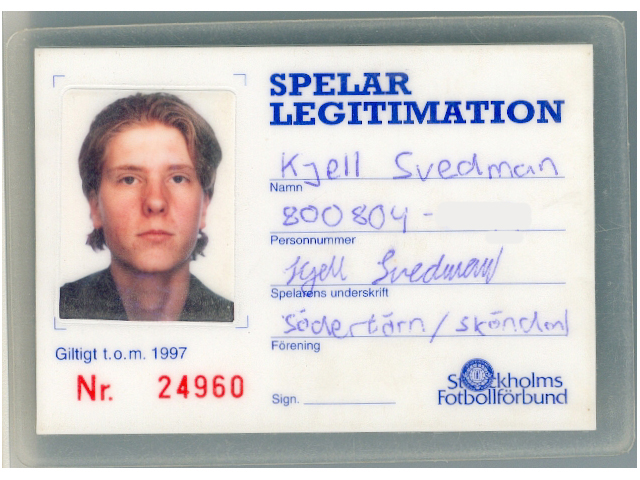 SPELAR
LEGITIMATION
Kjell Svedman
Namn
800804-
Personnummer
Kjell Svedman
Spelarens underskrift
Södertörn / Sköndal
Förening
Giltigt t.o.m. 1997
Nr. 24960
Sign.
Stockholms
Fotbollförbund